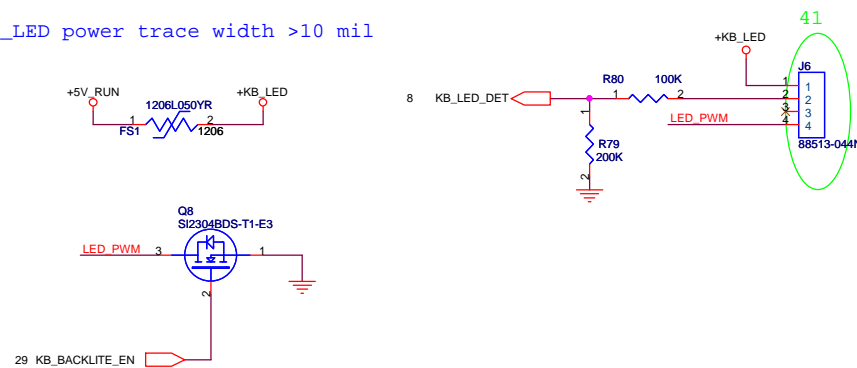 _LED power trace width >10 mil
41
+KB_LED
J6
+5V_RUN
1206L050YR
+KB_LED
R80
100K
1
1
8
KB_LED_DET
1
2
2
2
1
2
3
3
FS1
1206
LED_PWM
4
4
1
R79
200K
88513-044N
2
Q8
SI2304BDS-T1-E3
LED_PWM
3
1
2
29
KB_BACKLITE_EN